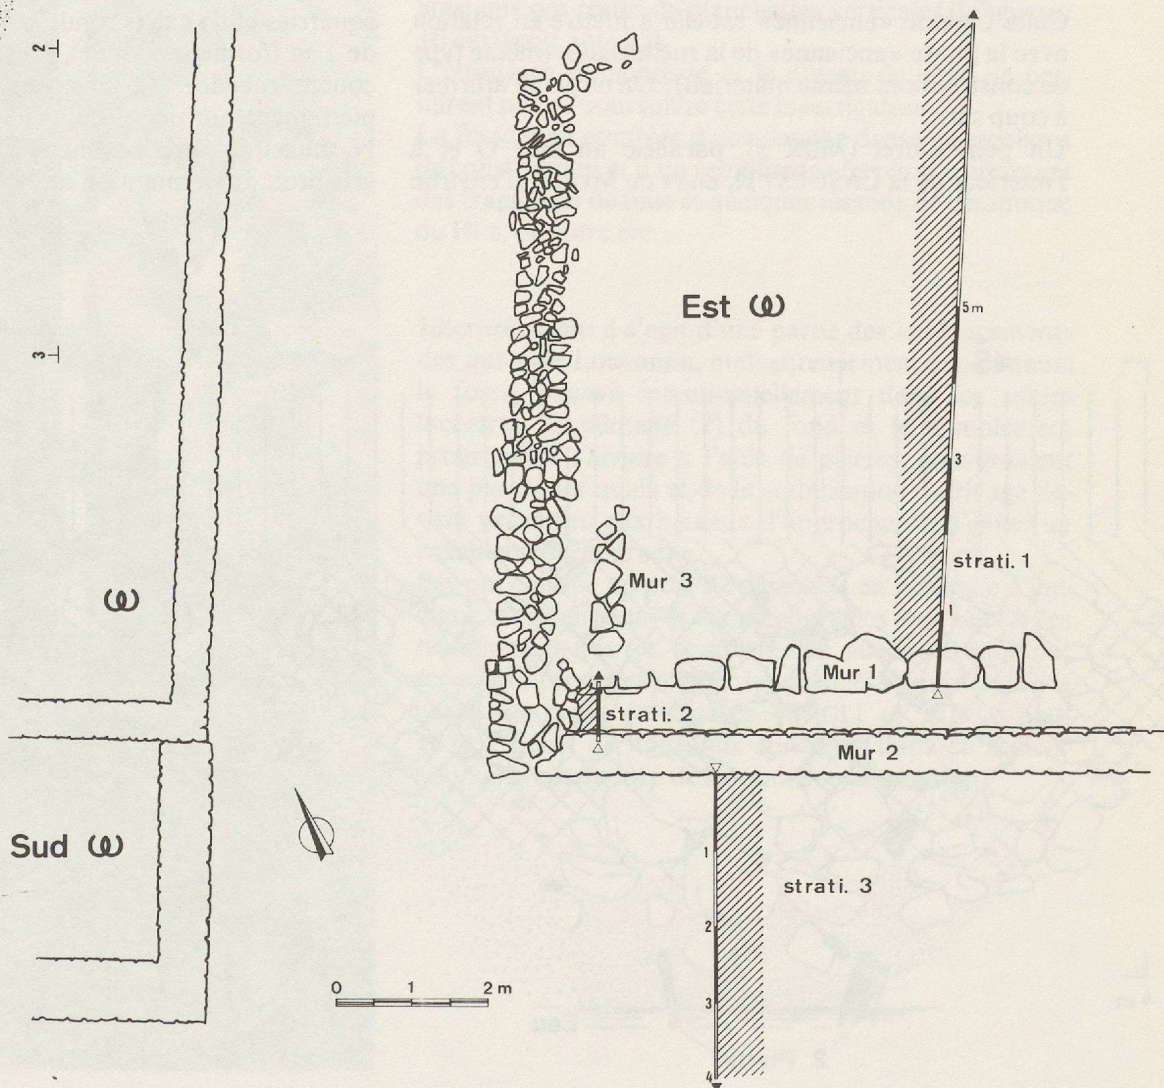 2
3
Est ⍵
5 m
3
strati. 1
1
Mur 3
Mur 1
strati. 2
Mur 2
Sud ⍵
1
2
3
4
strati. 3
0 1 2 m